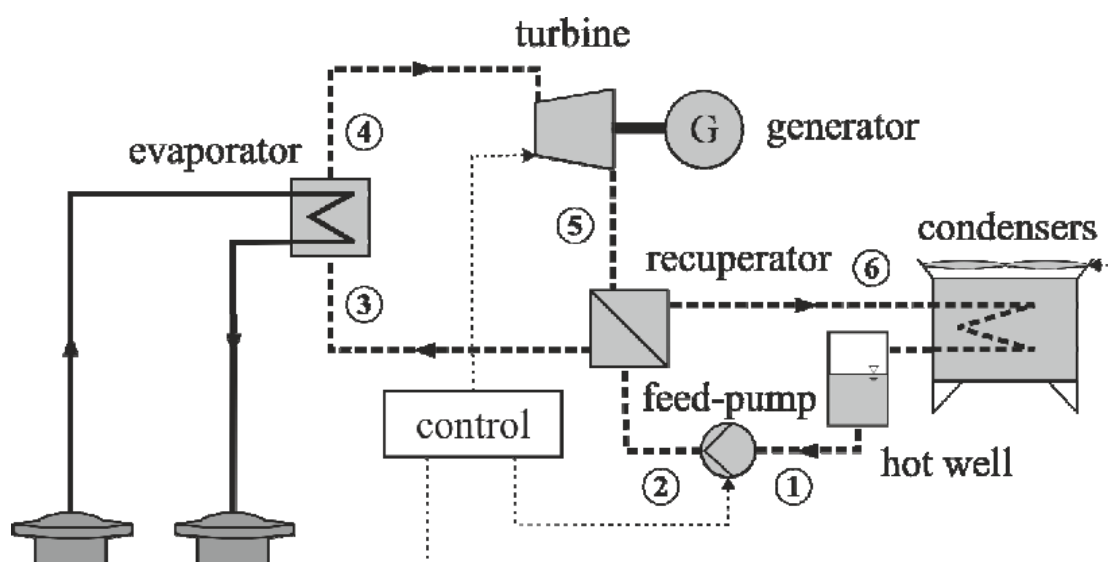 turbine
④
G
generator
evaporator
⑤
condensers
recuperator
⑥
③
feed-pump
control
hot well
②
①